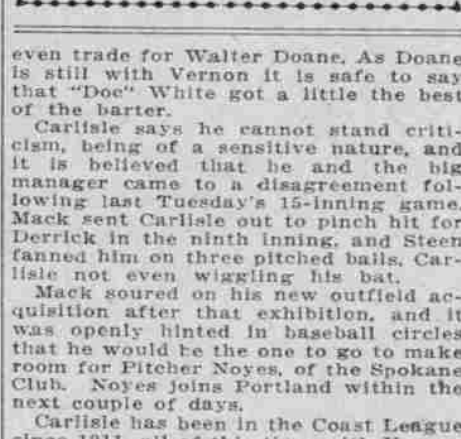 even trade for Walter Doane. As Doane
is still with Vernon it is safe to say
that "Doc" White got a little the best
of the barter.
Carlisle says he cannot stand criti-
cism, being of a sensitive nature, and
it is believed that he and the big
manager came to a disagreement fol-
lowing last Tuesday's 15-inning game.
Mack sent Carlisle out to pinch hit for
Derrick in the ninth inning, and Steen
fanned him on three pitched balls, Car-
lisle not even wiggling his bat.
Mack soured on his new outfield ac-
quisition after that exhibition, and it
was openly hinted in baseball circles
that he would be the one to go to make
room for Pitcher Noyes, of the Spokane
Club. Noyes joins Portland within the
next couple of days.
Carlisle has been in the Coast League
since 1911